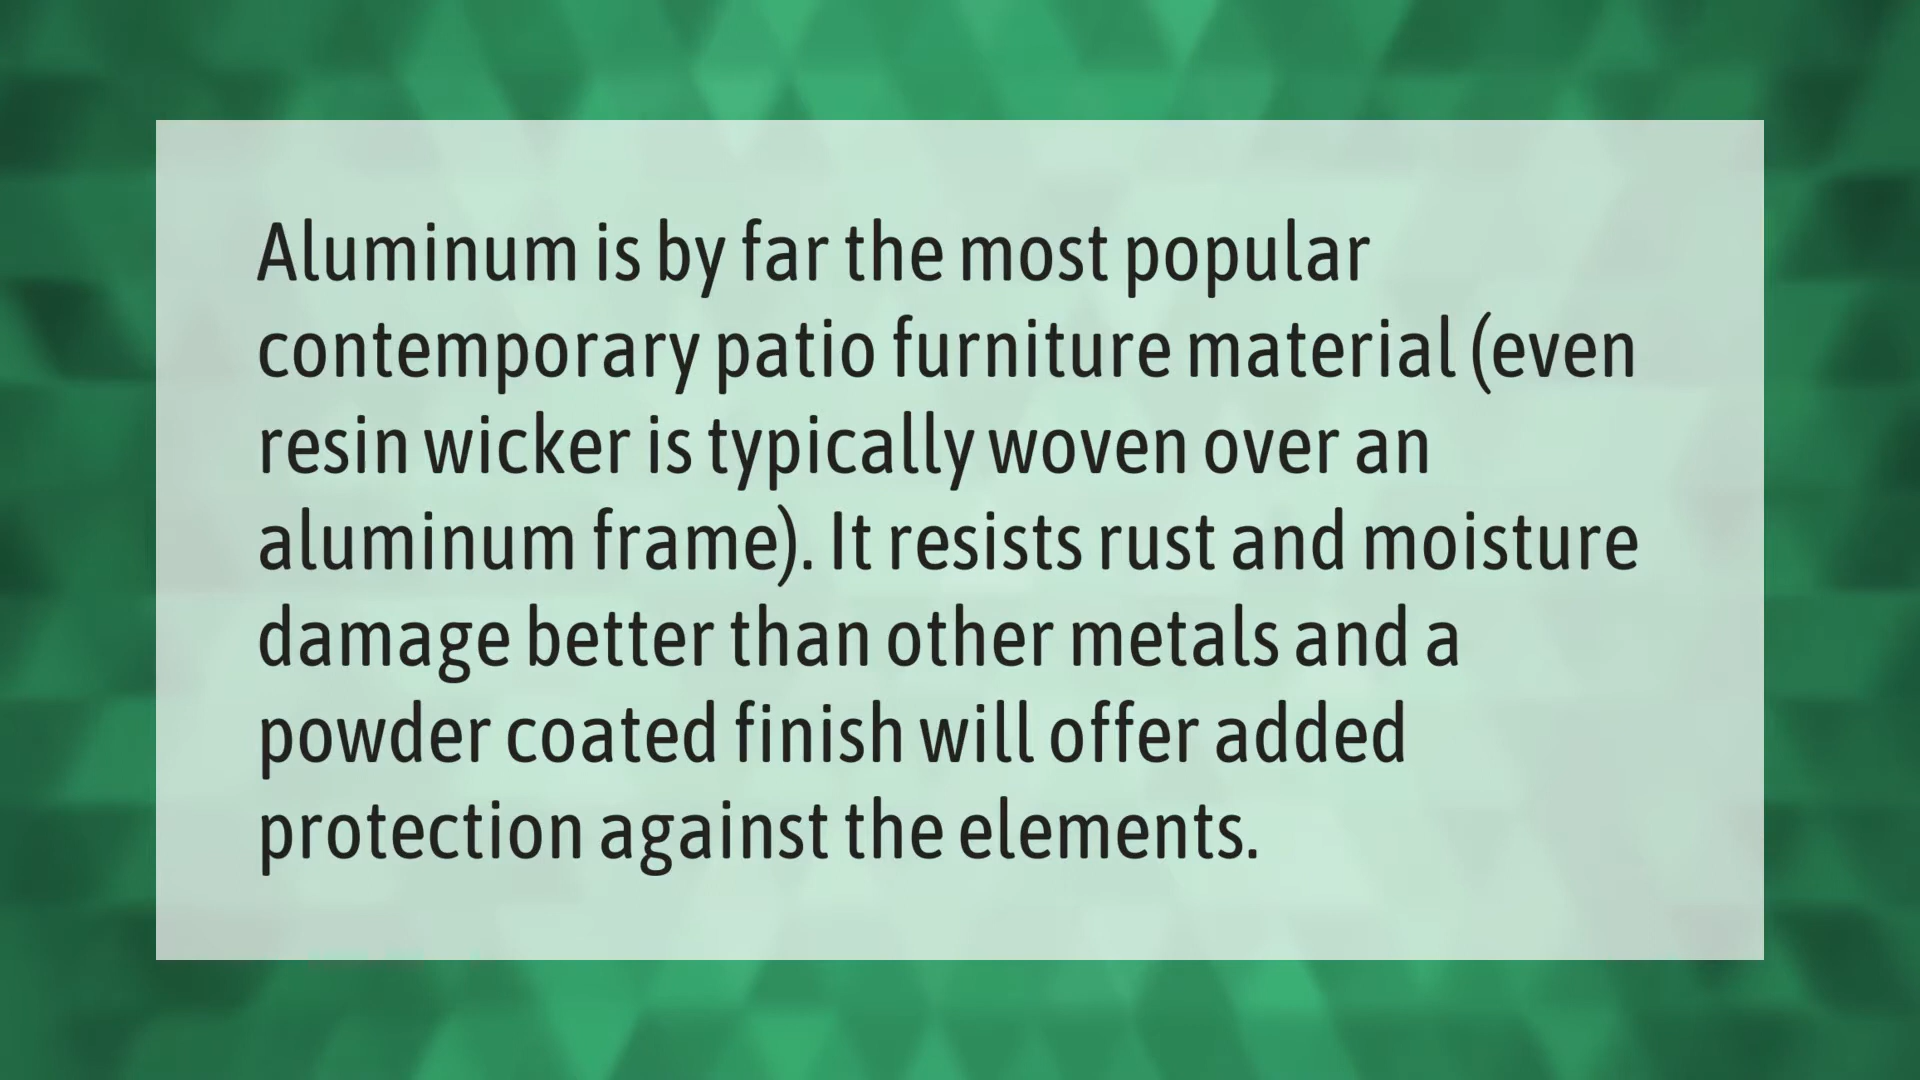 Aluminum is by far the most popular
contemporary patio furniture material (even
resin wicker is typically woven over an
aluminum frame). It resists rust and moisture
damage better than other metals and a
powder coated finish will offer added
protection against the elements.